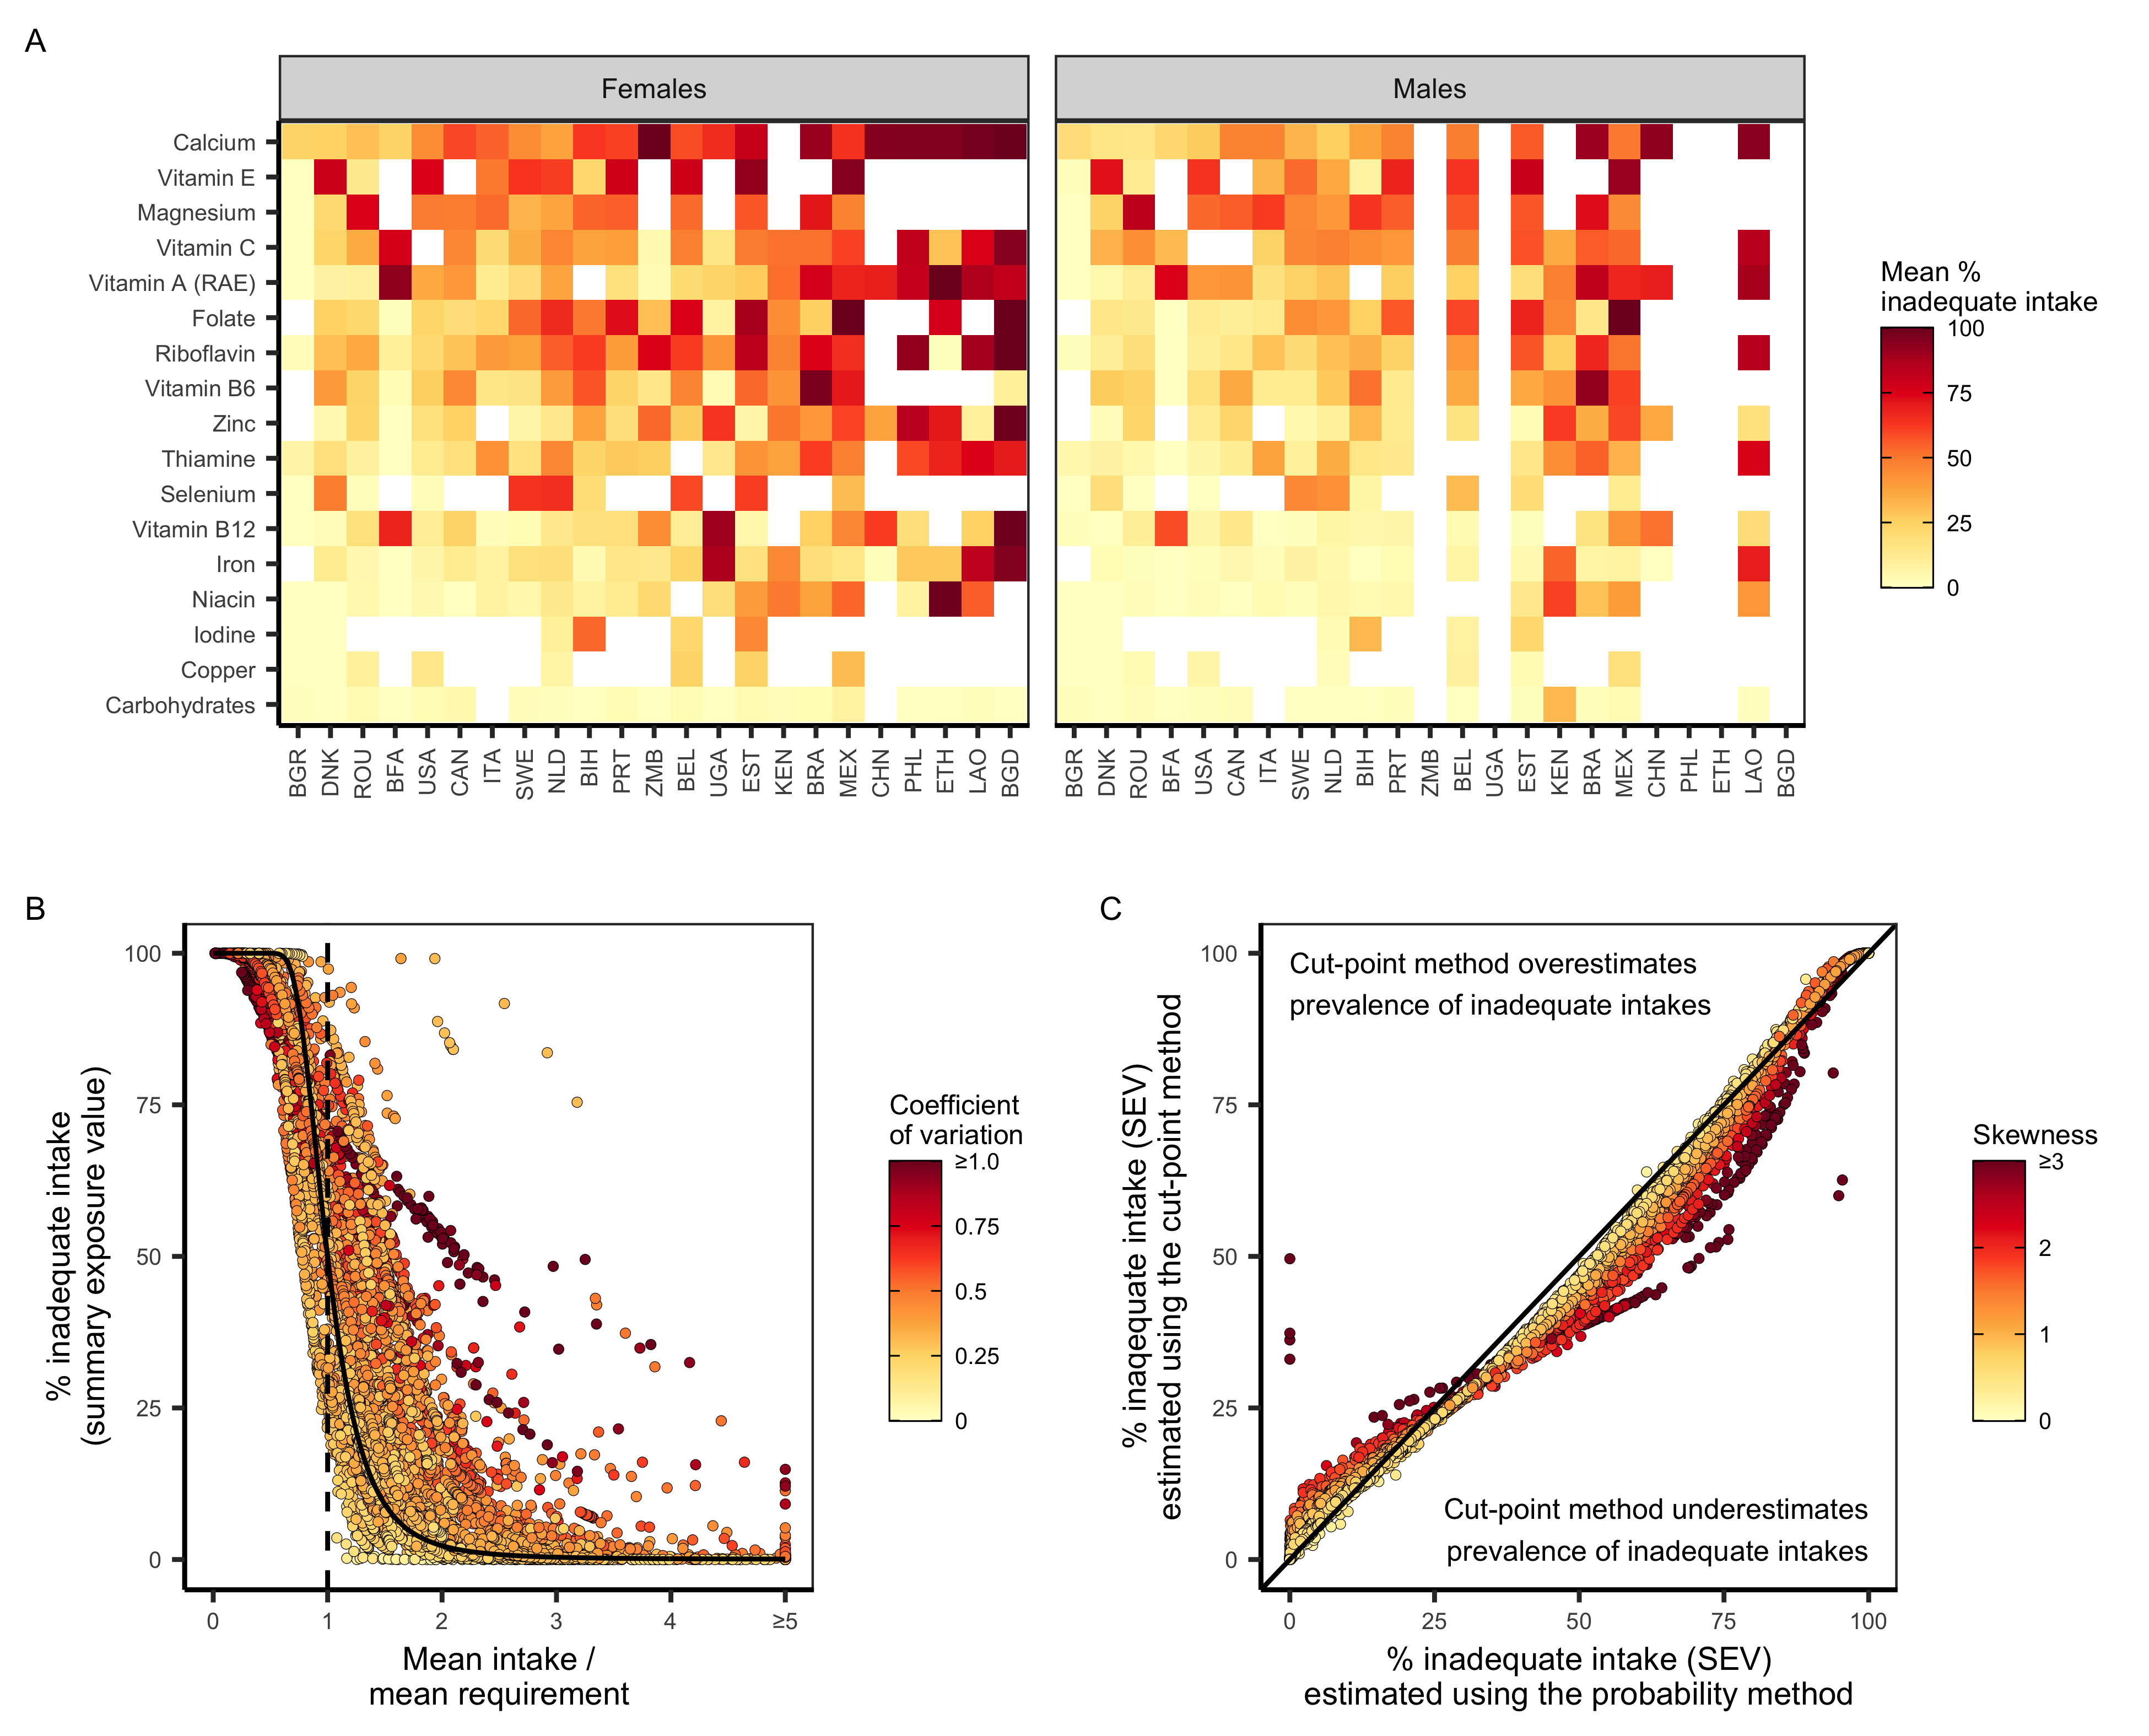 A
Females
Males
Calcium
Vitamin E
Magnesium
Vitamin C
Vitamin A (RAE)
Folate
Riboflavin
Vitamin B6
Zinc
Thiamine
Selenium
Vitamin B12
Iron
Niacin
Iodine
Copper
Carbohydrates
BGR DNK ROU BFA USA CAN ITA SWE NLD BIH PRT ZMB BEL UGA EST KEN BRA MEX CHN PHL ETH LAO BGD
BGR DNK ROU BFA USA CAN ITA SWE NLD BIH PRT ZMB BEL UGA EST KEN BRA MEX CHN PHL ETH LAO BGD
Mean %
inadequate intake
100
75
50
25
0
B
% inadequate intake
(summary exposure value)
100
75
50
25
0
0 1 2 3 4 ≥5
Mean intake /
mean requirement
Coefficient
of variation
≥1.0
0.75
0.5
0.25
0
C
% inaqequate intake (SEV)
estimated using the cut-point method
100
75
50
25
0
Cut-point method overestimates
prevalence of inadequate intakes
Cut-point method underestimates
prevalence of inadequate intakes
0 25 50 75 100
% inadequate intake (SEV)
estimated using the probability method
Skewness
≥3
2
1
0